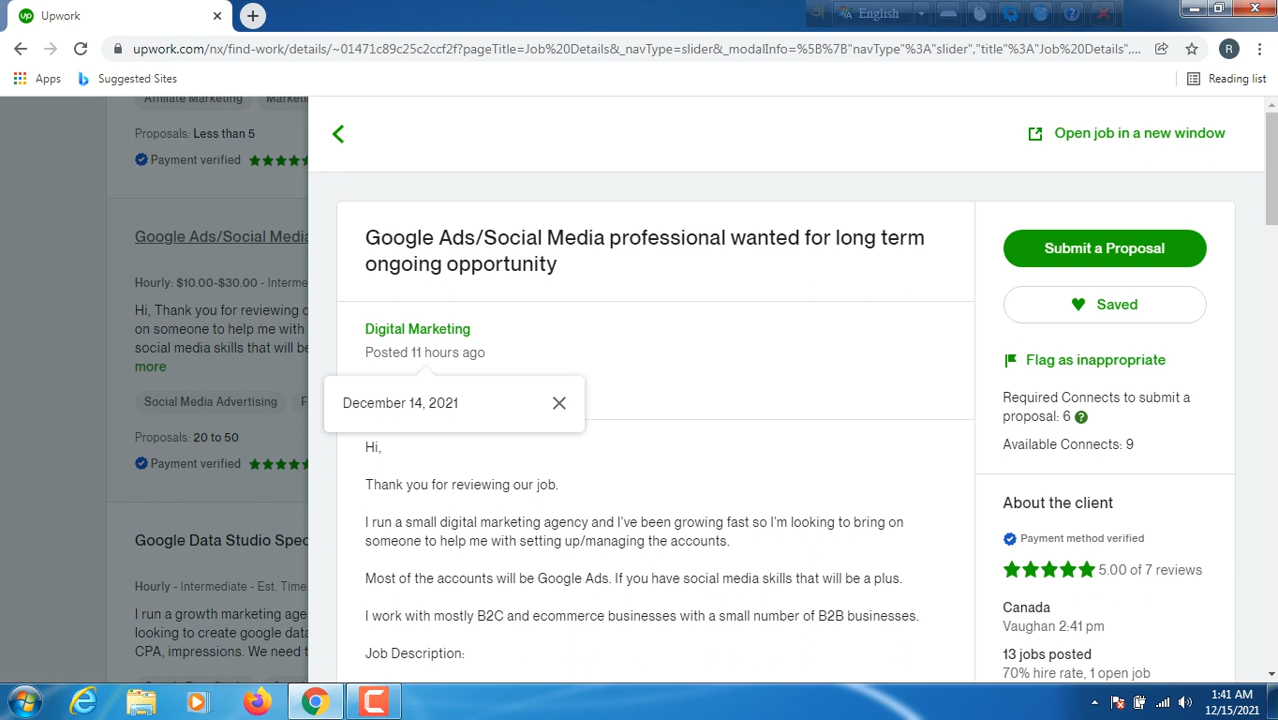 Upwork
English
upwork.com/nx/find-work/details/~01471c89c25c2ccf2f?pageTitle=Job%20Details&_navType=slider&_modalInfo=%5B%7B"navType"%3A"slider","title"%3A"Job%20Details",...
R
Apps
Suggested Sites
Reading list
Affiliate Marketing
Proposals: Less than 5
Payment verified
Google Ads/Social Media
Hourly: $10.00-$30.00 - Interme
Hi, Thank you for reviewing
on someone to help me with
social media skills that will be
more
Social Media Advertising
Proposals: 20 to 50
Payment verified
Google Data Studio Spec
Hourly - Intermediate - Est. Time
I run a growth marketing age
looking to create google data
CPA, impressions. We need
Open job in a new window
Google Ads/Social Media professional wanted for long term
ongoing opportunity
Digital Marketing
Posted 11 hours ago
December 14, 2021
Hi,
Thank you for reviewing our job.
I run a small digital marketing agency and I've been growing fast so I'm looking to bring on
someone to help me with setting up/managing the accounts.
Most of the accounts will be Google Ads. If you have social media skills that will be a plus.
I work with mostly B2C and ecommerce businesses with a small number of B2B businesses.
Job Description:
Submit a Proposal
Saved
Flag as inappropriate
Required Connects to submit a
proposal: 6
Available Connects: 9
About the client
Payment method verified
5.00 of 7 reviews
Canada
Vaughan 2:41 pm
13 jobs posted
70% hire rate, 1 open job
1:41 AM
12/15/2021